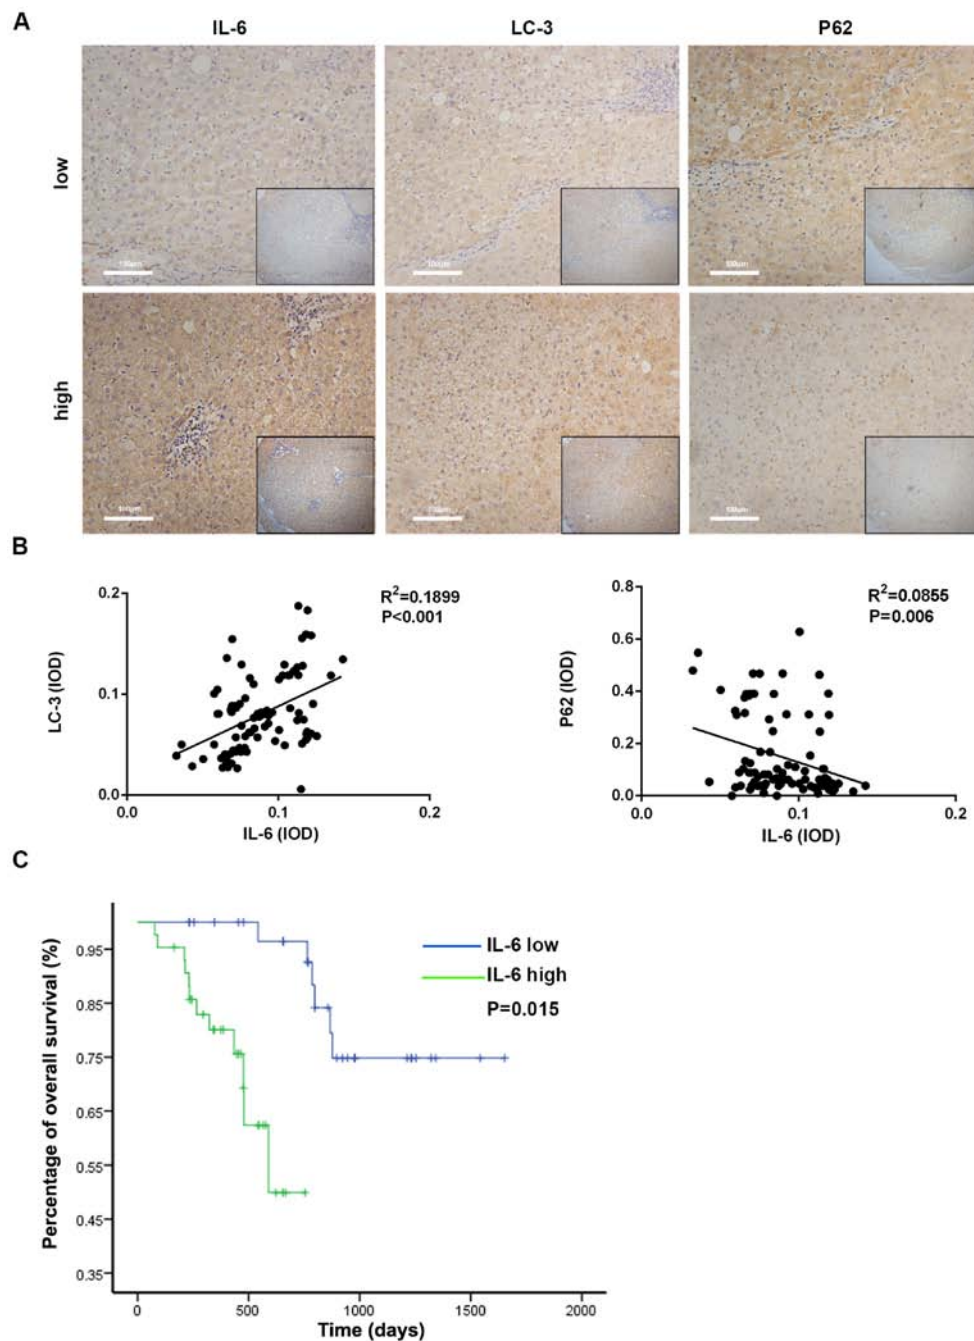 A
IL-6
LC-3
P62
low
100μm
high
B
0.2
0.1
0.0
LC-3 (IOD)
R²=0.1899
P<0.001
0.0
0.1
0.2
IL-6 (IOD)
0.8
0.6
0.4
0.2
0.0
P62 (IOD)
R²=0.0855
P=0.006
0.0
0.1
0.2
IL-6 (IOD)
C
Percentage of overall survival (%)
0.95
0.85
0.75
0.65
0.55
0.45
0.35
IL-6 low
IL-6 high
P=0.015
0
500
1000
1500
2000
Time (days)